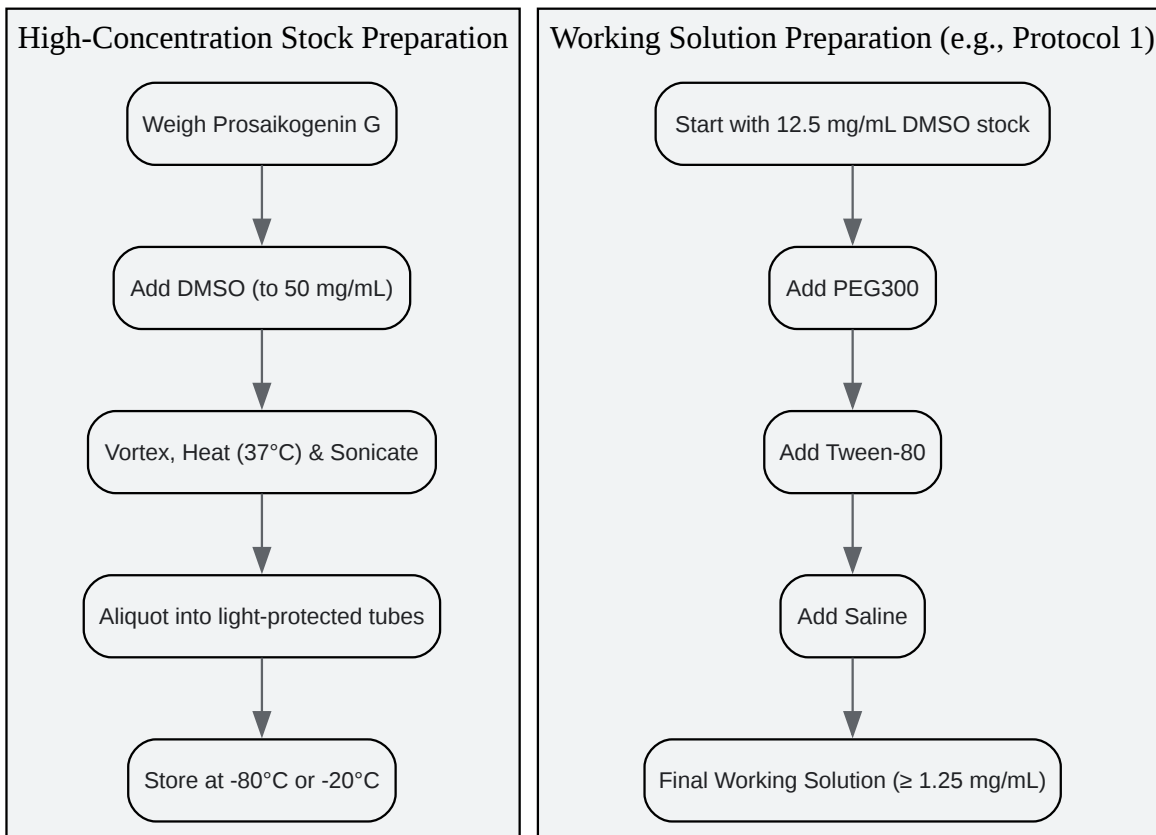 High-Concentration Stock Preparation
Weigh Prosaikogenin G
Add DMSO (to 50 mg/mL)
Vortex, Heat (37°C) & Sonicate
Aliquot into light-protected tubes
Store at -80°C or -20°C
Working Solution Preparation (e.g., Protocol 1)
Start with 12.5 mg/mL DMSO stock
Add PEG300
Add Tween-80
Add Saline
Final Working Solution (≥ 1.25 mg/mL)